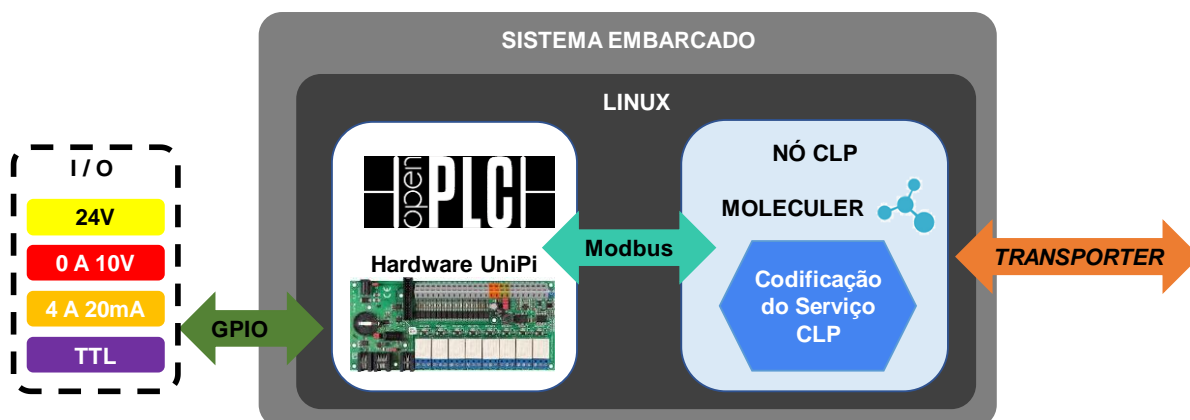 SISTEMA EMBARCADO
LINUX
I / O
24V
0 A 10V
4 A 20mA
TTL
GPIO
open
PLC
Hardware UniPi
Modbus
NÓ CLP
MOLECULER
Codificação
do Serviço
CLP
TRANSPORTER